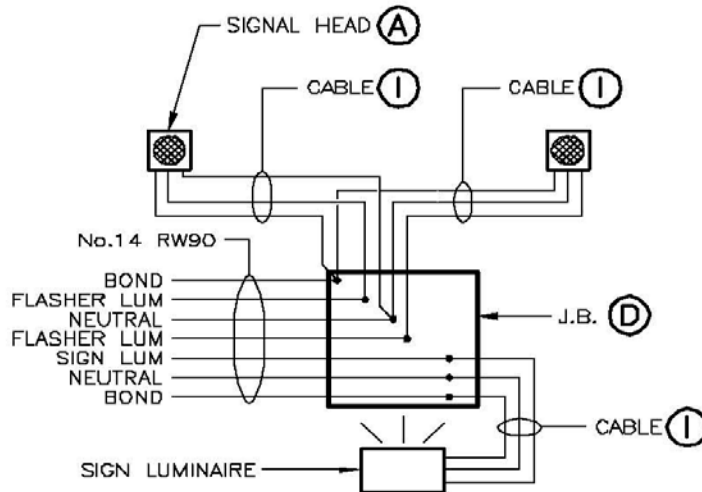 SIGNAL HEAD A
CABLE I
CABLE I
No.14 RW90
BOND
FLASHER LUM
NEUTRAL
FLASHER LUM
SIGN LUM
NEUTRAL
BOND
J.B. D
CABLE I
SIGN LUMINAIRE